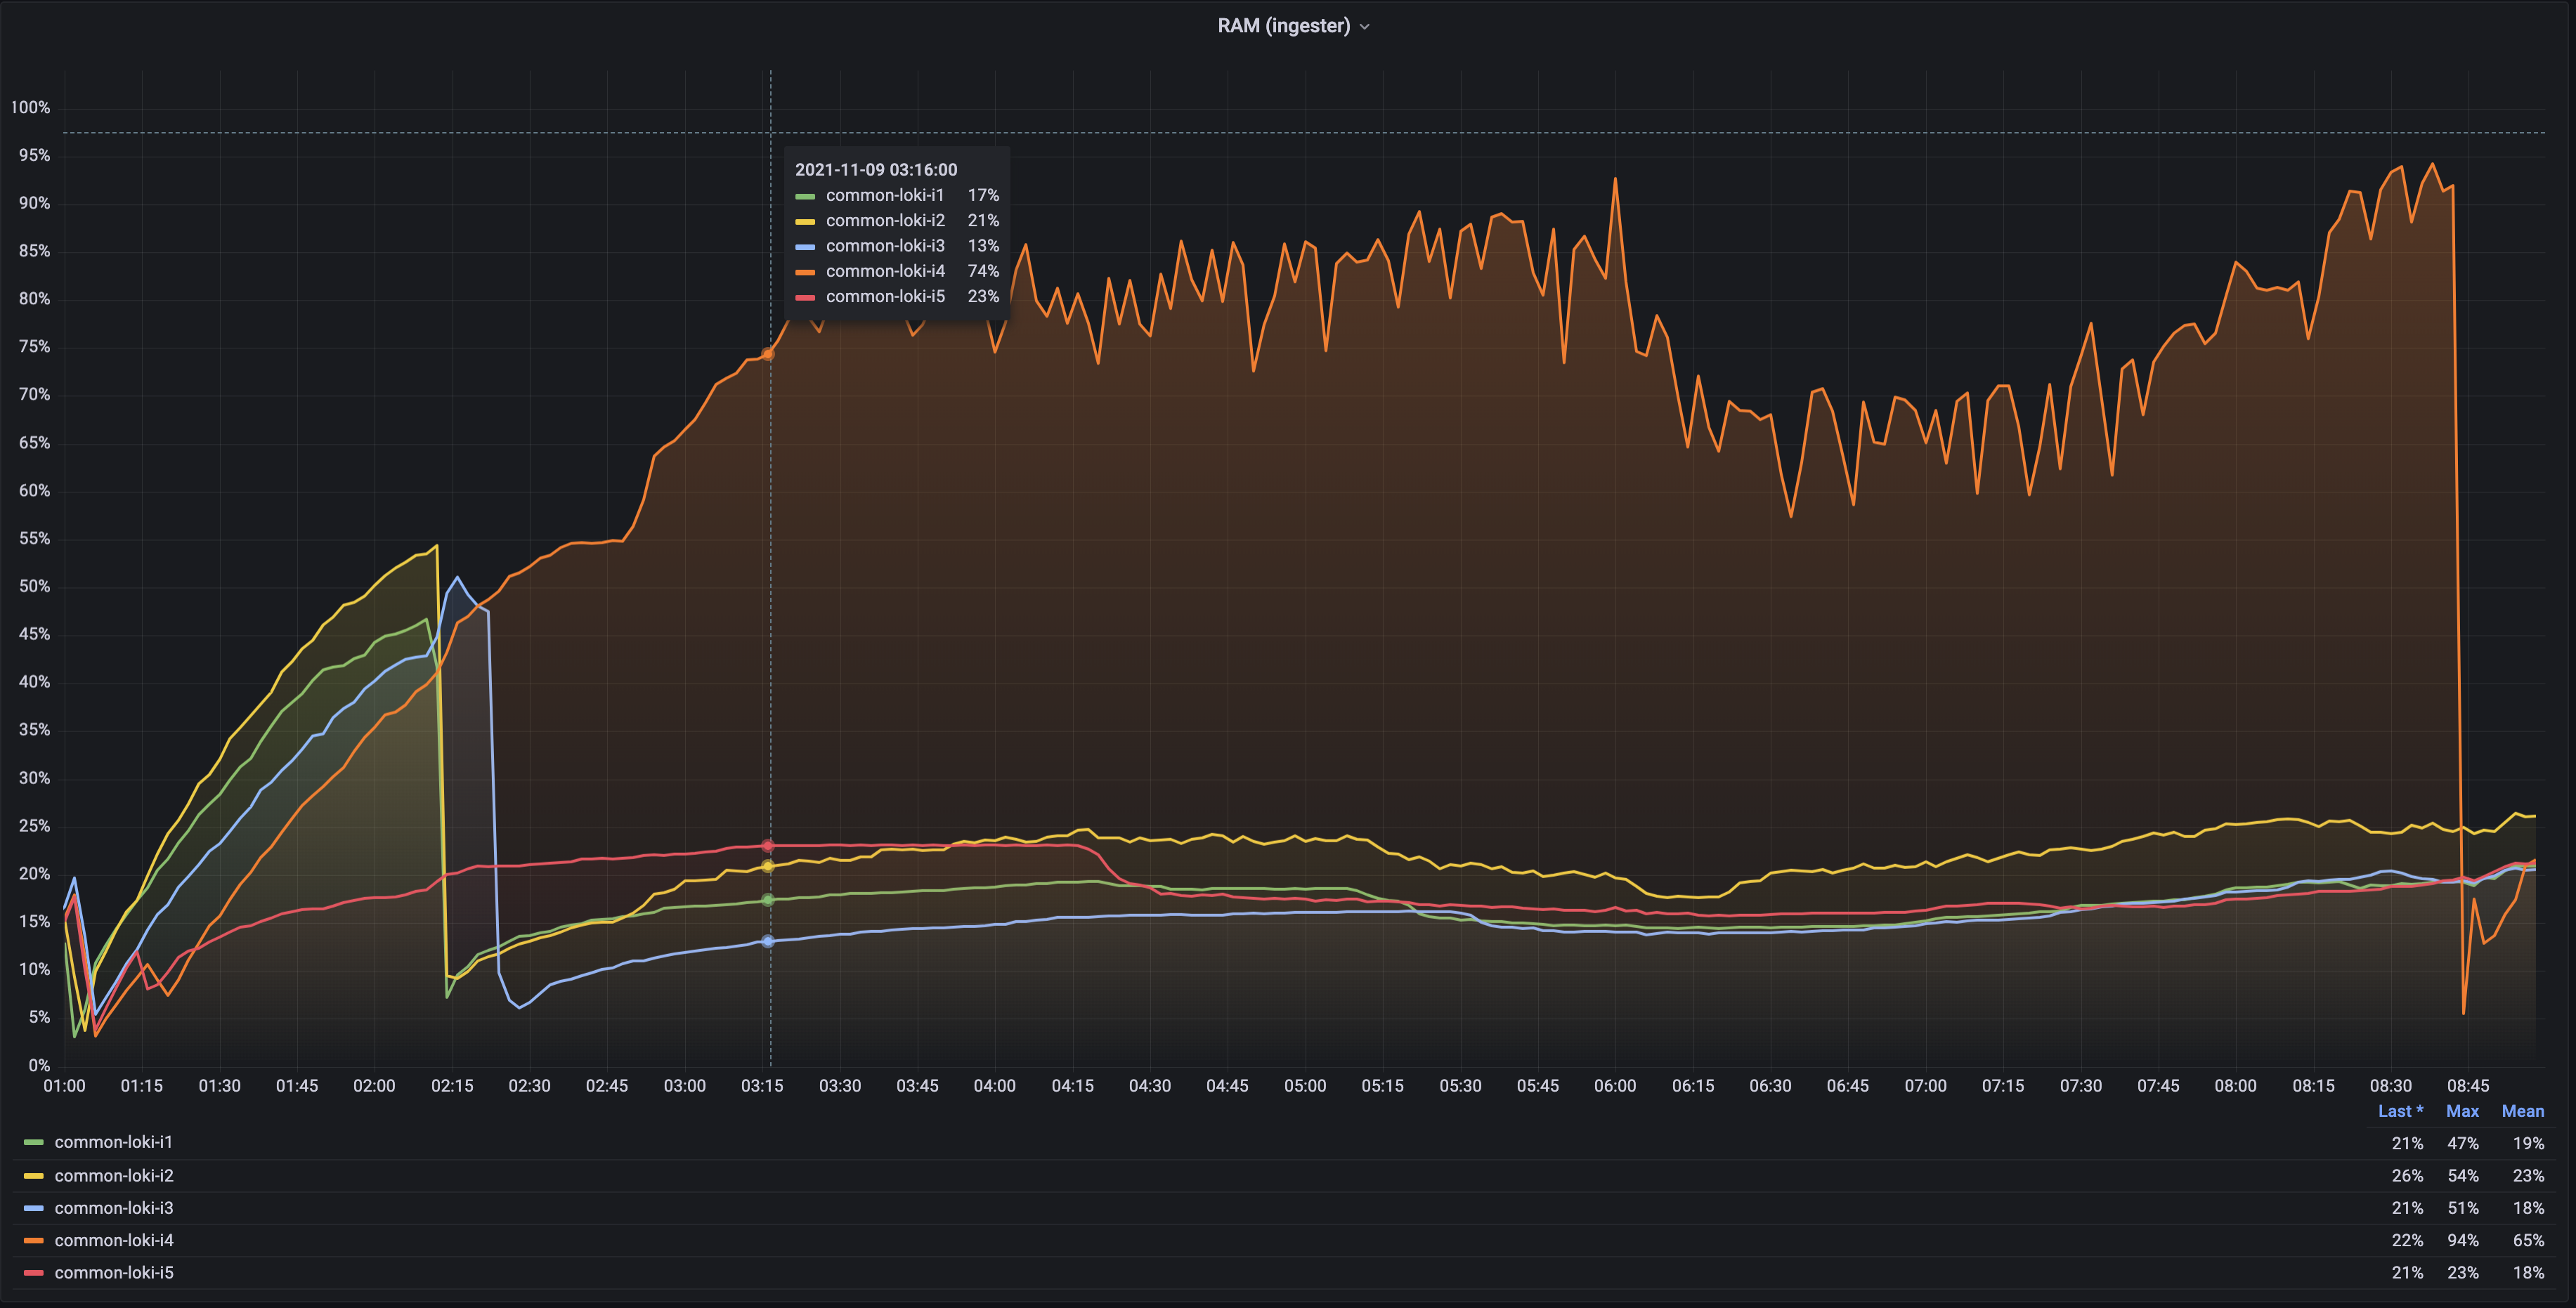 RAM (ingester)
100%
95%
90%
85%
80%
75%
70%
65%
60%
55%
50%
45%
40%
35%
30%
25%
20%
15%
10%
5%
0%
2021-11-09 03:16:00
common-loki-i1 17%
common-loki-i2 21%
common-loki-i3 13%
common-loki-i4 74%
common-loki-i5 23%
01:00 01:15 01:30 01:45 02:00 02:15 02:30 02:45 03:00 03:15 03:30 03:45 04:00 04:15 04:30 04:45 05:00 05:15 05:30 05:45 06:00 06:15 06:30 06:45 07:00 07:15 07:30 07:45 08:00 08:15 08:30 08:45
Last * Max Mean
common-loki-i1 21% 47% 19%
common-loki-i2 26% 54% 23%
common-loki-i3 21% 51% 18%
common-loki-i4 22% 94% 65%
common-loki-i5 21% 23% 18%